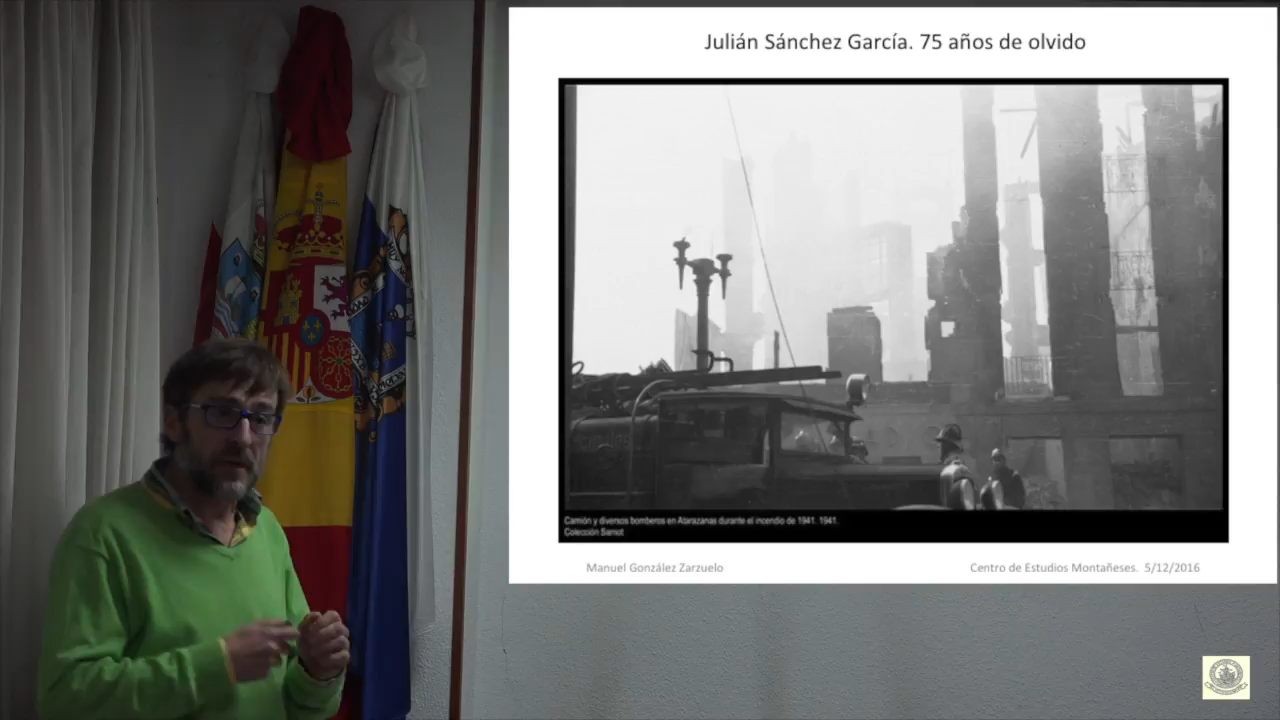 Julián Sánchez García. 75 años de olvido
Camión y diversos bomberos en Atarazanas durante el incendio de 1941. 1941.
Colección Samot
Manuel González Zarzuelo
Centro de Estudios Montañeses. 5/12/2016